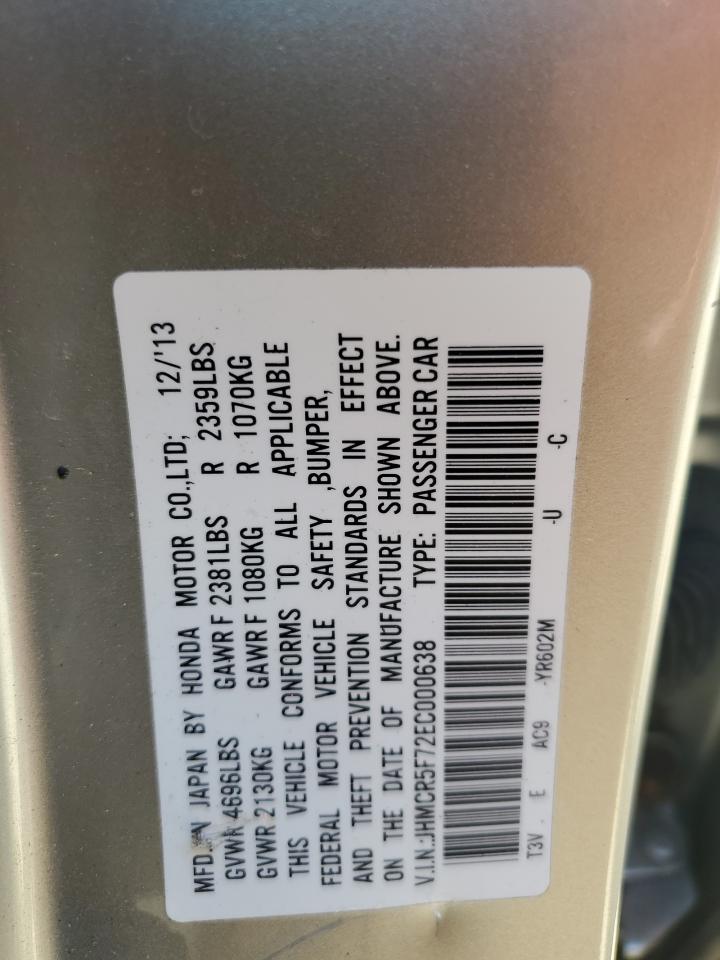 MFD. IN JAPAN BY HONDA MOTOR CO.,LTD; 12/'13
GVWR 4696LBS GAWR F 2381LBS R 2359LBS
GVWR 2130KG GAWR F 1080KG R 1070KG
THIS VEHICLE CONFORMS TO ALL APPLICABLE
FEDERAL MOTOR VEHICLE SAFETY ,BUMPER,
AND THEFT PREVENTION STANDARDS IN EFFECT
ON THE DATE OF MANUFACTURE SHOWN ABOVE.
V.I.N.:JHMCR5F72EC000638 TYPE: PASSENGER CAR
T3V . E AC9 -YR602M -U -C